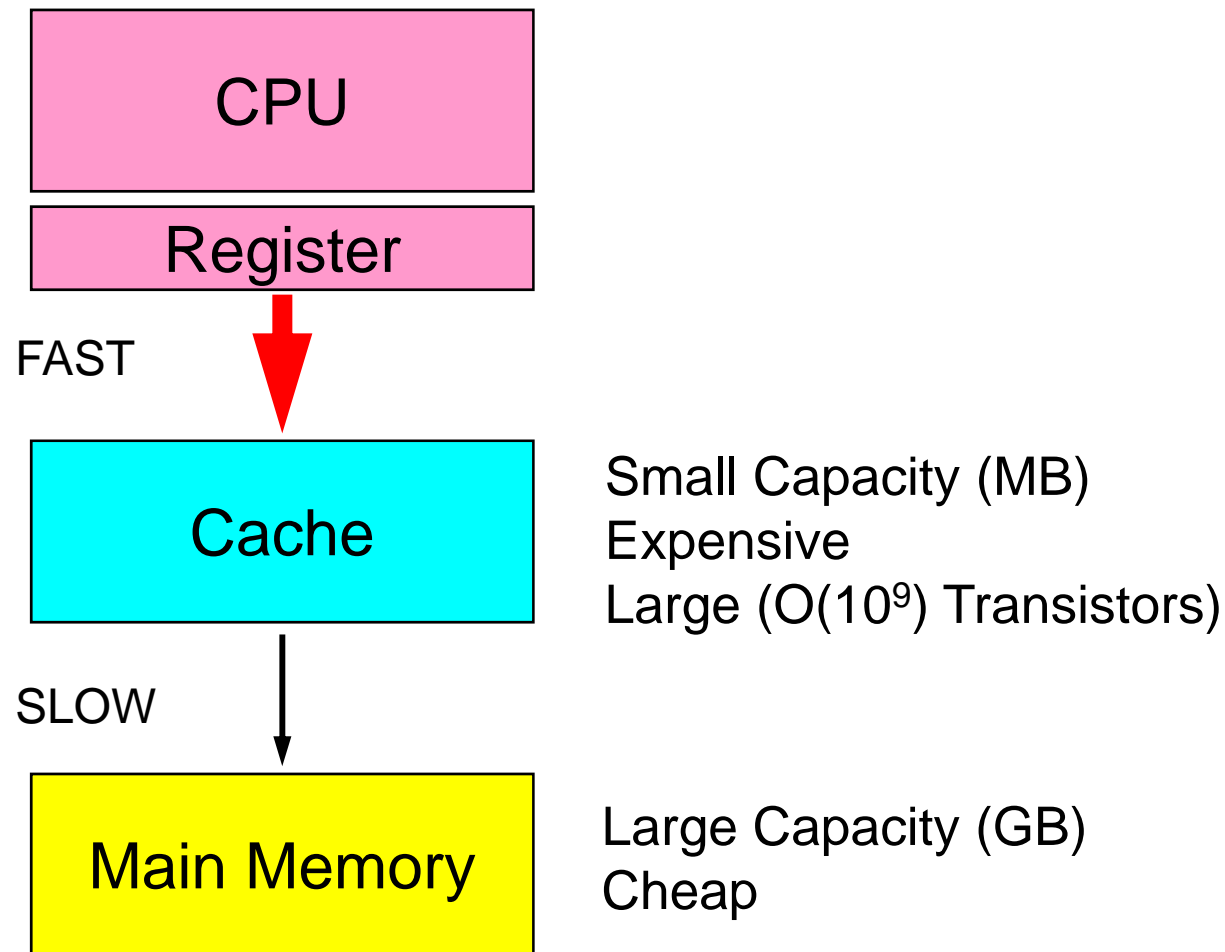 CPU
Register
FAST
Cache
Small Capacity (MB)
Expensive
Large (O(10⁹) Transistors)
SLOW
Main Memory
Large Capacity (GB)
Cheap